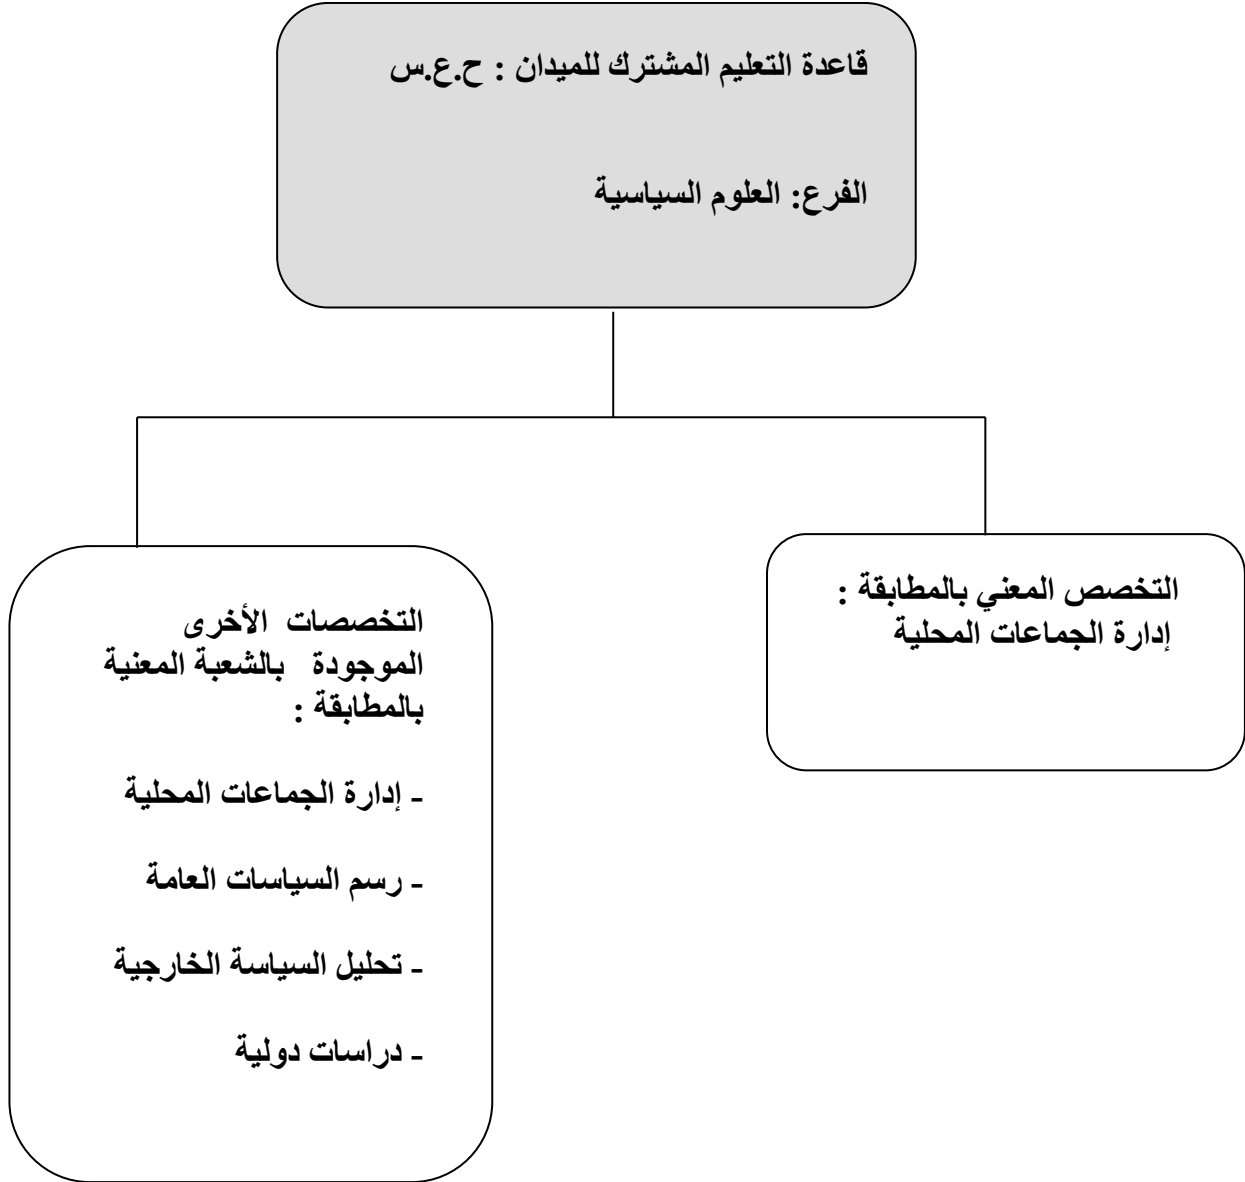 قاعدة التعليم المشترك للميدان : ح.ع.س
الفرع: العلوم السياسية
التخصص المعني بالمطابقة :
إدارة الجماعات المحلية
التخصصات الأخرى
الموجودة بالشعبة المعنية
بالمطابقة :
- إدارة الجماعات المحلية
- رسم السياسات العامة
- تحليل السياسة الخارجية
- دراسات دولية